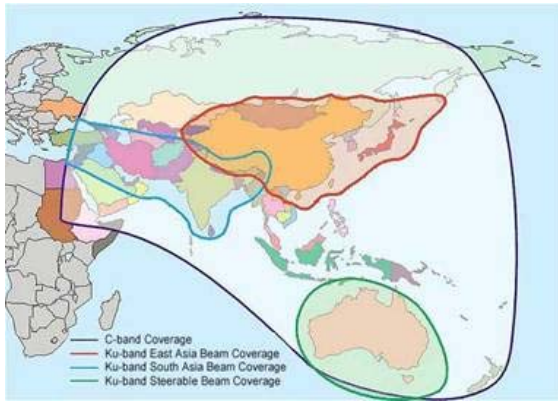 C-band Coverage
Ku-band East Asia Beam Coverage
Ku-band South Asia Beam Coverage
Ku-band Steerable Beam Coverage